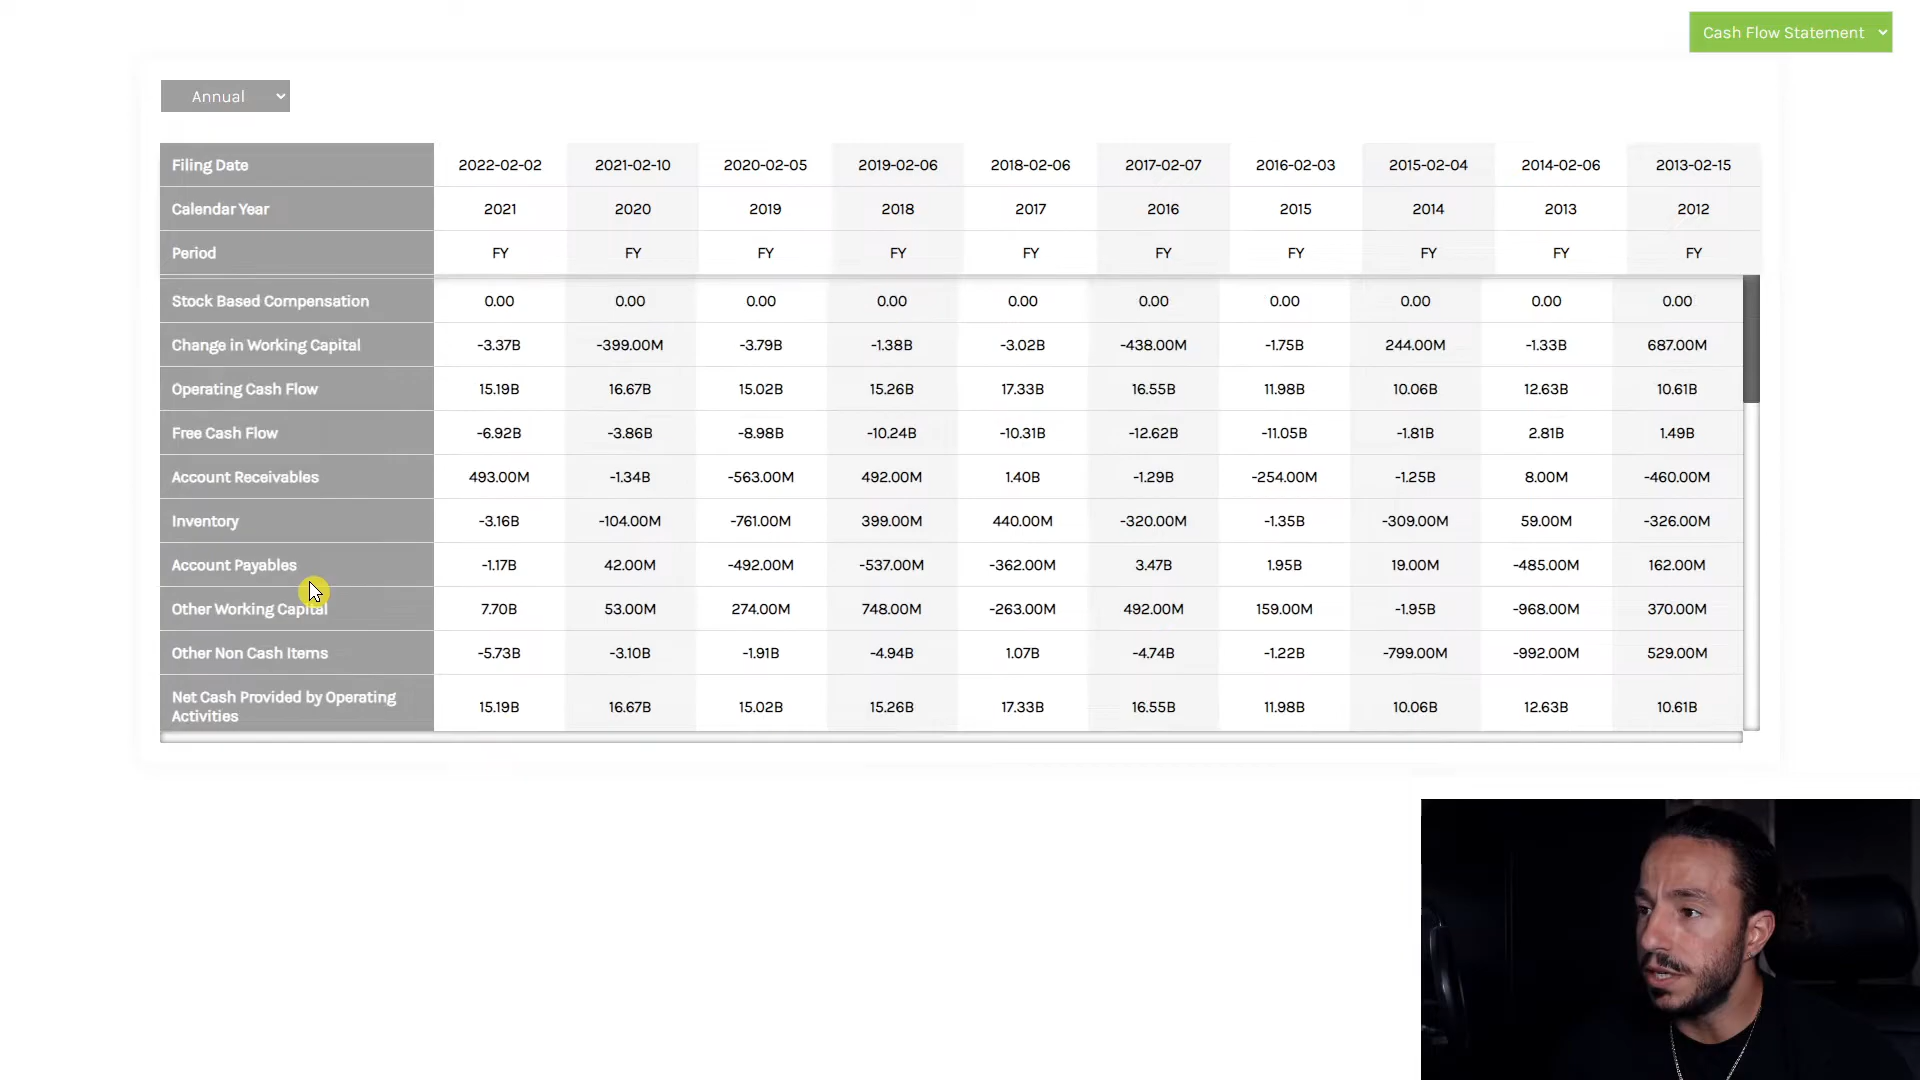 Cash Flow Statement
Annual
Filing Date 2022-02-02 2021-02-10 2020-02-05 2019-02-06 2018-02-06 2017-02-07 2016-02-03 2015-02-04 2014-02-06 2013-02-15
Calendar Year 2021 2020 2019 2018 2017 2016 2015 2014 2013 2012
Period FY FY FY FY FY FY FY FY FY FY
Stock Based Compensation 0.00 0.00 0.00 0.00 0.00 0.00 0.00 0.00 0.00 0.00
Change in Working Capital -3.37B -399.00M -3.79B -1.38B -3.02B -438.00M -1.75B 244.00M -1.33B 687.00M
Operating Cash Flow 15.19B 16.67B 15.02B 15.26B 17.33B 16.55B 11.98B 10.06B 12.63B 10.61B
Free Cash Flow -6.92B -3.86B -8.98B -10.24B -10.31B -12.62B -11.05B -1.81B 2.81B 1.49B
Account Receivables 493.00M -1.34B -563.00M 492.00M 1.40B -1.29B -254.00M -1.25B 8.00M -460.00M
Inventory -3.16B -104.00M -761.00M 399.00M 440.00M -320.00M -1.35B -309.00M 59.00M -326.00M
Account Payables -1.17B 42.00M -492.00M -537.00M -362.00M 3.47B 1.95B 19.00M -485.00M 162.00M
Other Working Capital 7.70B 53.00M 274.00M 748.00M -263.00M 492.00M 159.00M -1.95B -968.00M 370.00M
Other Non Cash Items -5.73B -3.10B -1.91B -4.94B 1.07B -4.74B -1.22B -799.00M -992.00M 529.00M
Net Cash Provided by Operating
Activities 15.19B 16.67B 15.02B 15.26B 17.33B 16.55B 11.98B 10.06B 12.63B 10.61B